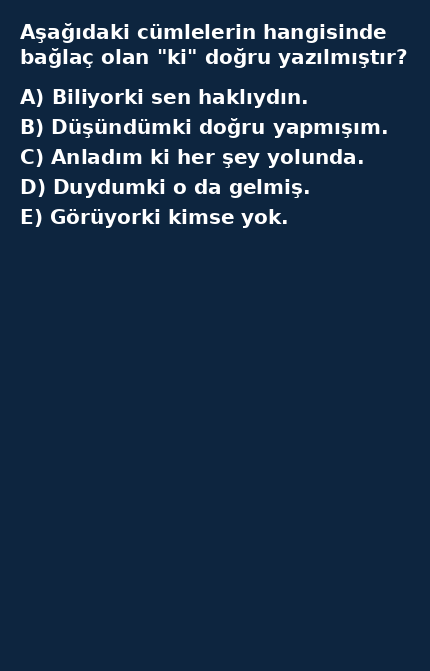 Aşağıdaki cümlelerin hangisinde
bağlaç olan "ki" doğru yazılmıştır?
A) Biliyorki sen haklıydın.
B) Düşündümki doğru yapmışım.
C) Anladım ki her şey yolunda.
D) Duydumki o da gelmiş.
E) Görüyorki kimse yok.